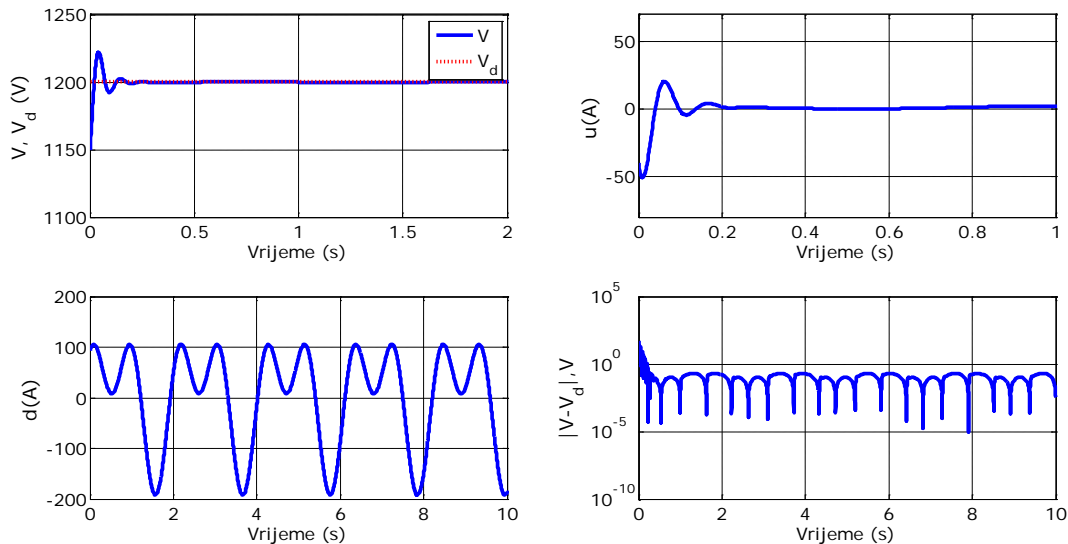 1250
1200
1150
1100
V, V_d (V)
V
V_d
0 0.5 1 1.5 2
Vrijeme (s)
50
0
-50
u(A)
0 0.2 0.4 0.6 0.8 1
Vrijeme (s)
200
100
0
-100
-200
d(A)
0 2 4 6 8 10
Vrijeme (s)
10^5
10^0
10^-5
10^-10
|V-V_d|,V
0 2 4 6 8 10
Vrijeme (s)